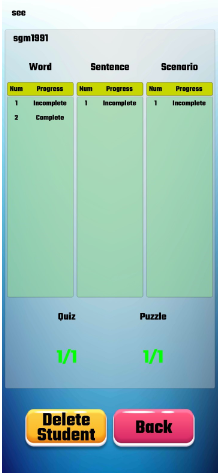 see
sgm1991
Word Sentence Scenario
Num Progress Num Progress Num Progress
1 Incomplete 1 Incomplete 1 Incomplete
2 Complete
Quiz Puzzle
1/1 1/1
Delete Student Back